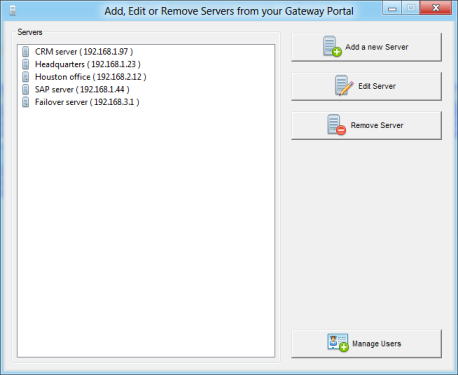 Add, Edit or Remove Servers from your Gateway Portal
Servers
CRM server ( 192.168.1.97 )
Headquarters ( 192.168.1.23 )
Houston office ( 192.168.2.12 )
SAP server ( 192.168.1.44 )
Failover server ( 192.168.3.1 )
Add a new Server
Edit Server
Remove Server
Manage Users